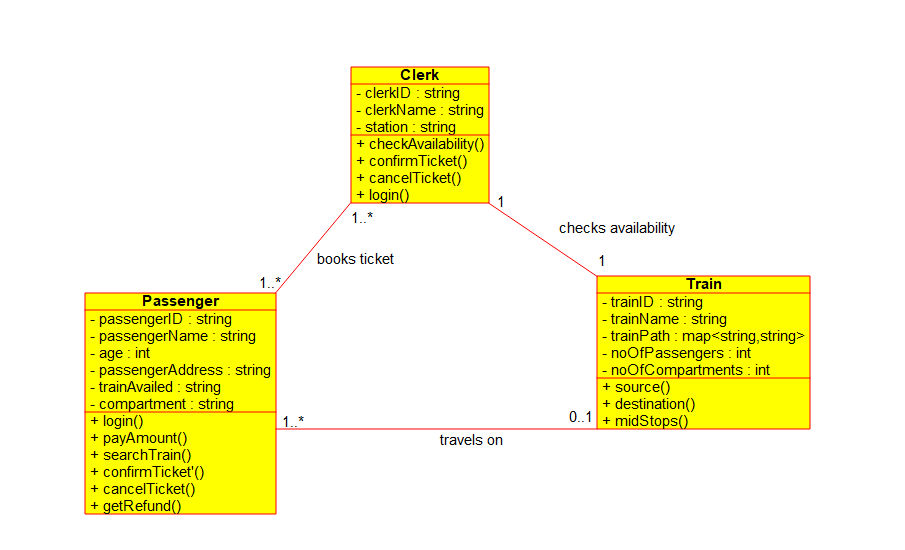 Clerk
- clerkID : string
- clerkName : string
- station : string
+ checkAvailability()
+ confirmTicket()
+ cancelTicket()
+ login()
1
1..*
checks availability
books ticket
1
1..*
Train
- trainID : string
- trainName : string
- trainPath : map<string,string>
- noOfPassengers : int
- noOfCompartments : int
+ source()
+ destination()
+ midStops()
Passenger
- passengerID : string
- passengerName : string
- age : int
- passengerAddress : string
- trainAvailed : string
- compartment : string
+ login()
+ payAmount()
+ searchTrain()
+ confirmTicket'()
+ cancelTicket()
+ getRefund()
1..*
0..1
travels on